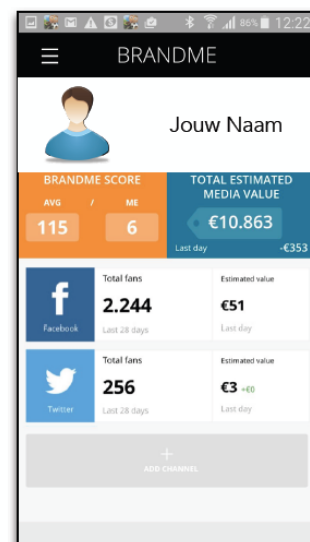 86% 12:22
BRANDME
Jouw Naam
BRANDME SCORE
AVG / ME
115 6
TOTAL ESTIMATED
MEDIA VALUE
€10.863
Last day -€353
Facebook
Total fans
2.244
Last 28 days
Estimated value
€51
Last day
Twitter
Total fans
256
Last 28 days
Estimated value
€3 +€0
Last day
+
ADD CHANNEL